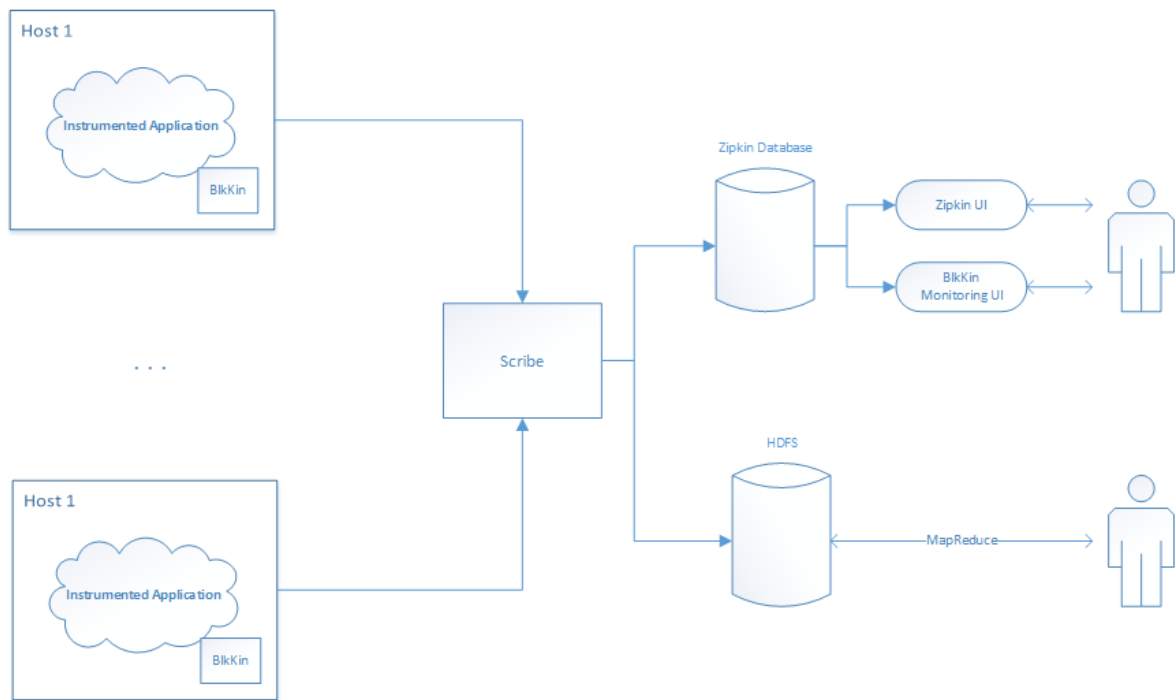 Host 1
Instrumented Application
BlkKin
. . .
Host 1
Instrumented Application
BlkKin
Scribe
Zipkin Database
Zipkin UI
BlkKin
Monitoring UI
HDFS
MapReduce